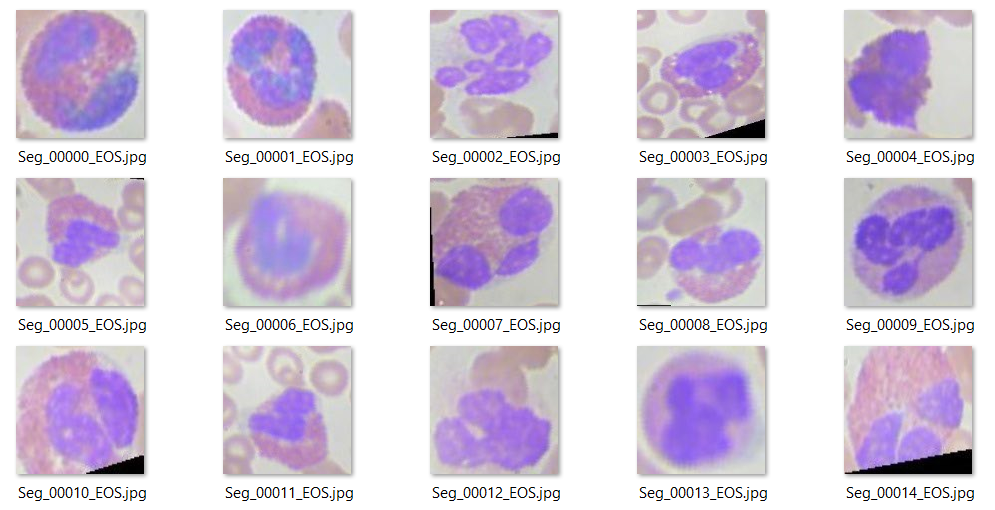 Seg_00000_EOS.jpg
Seg_00001_EOS.jpg
Seg_00002_EOS.jpg
Seg_00003_EOS.jpg
Seg_00004_EOS.jpg
Seg_00005_EOS.jpg
Seg_00006_EOS.jpg
Seg_00007_EOS.jpg
Seg_00008_EOS.jpg
Seg_00009_EOS.jpg
Seg_00010_EOS.jpg
Seg_00011_EOS.jpg
Seg_00012_EOS.jpg
Seg_00013_EOS.jpg
Seg_00014_EOS.jpg